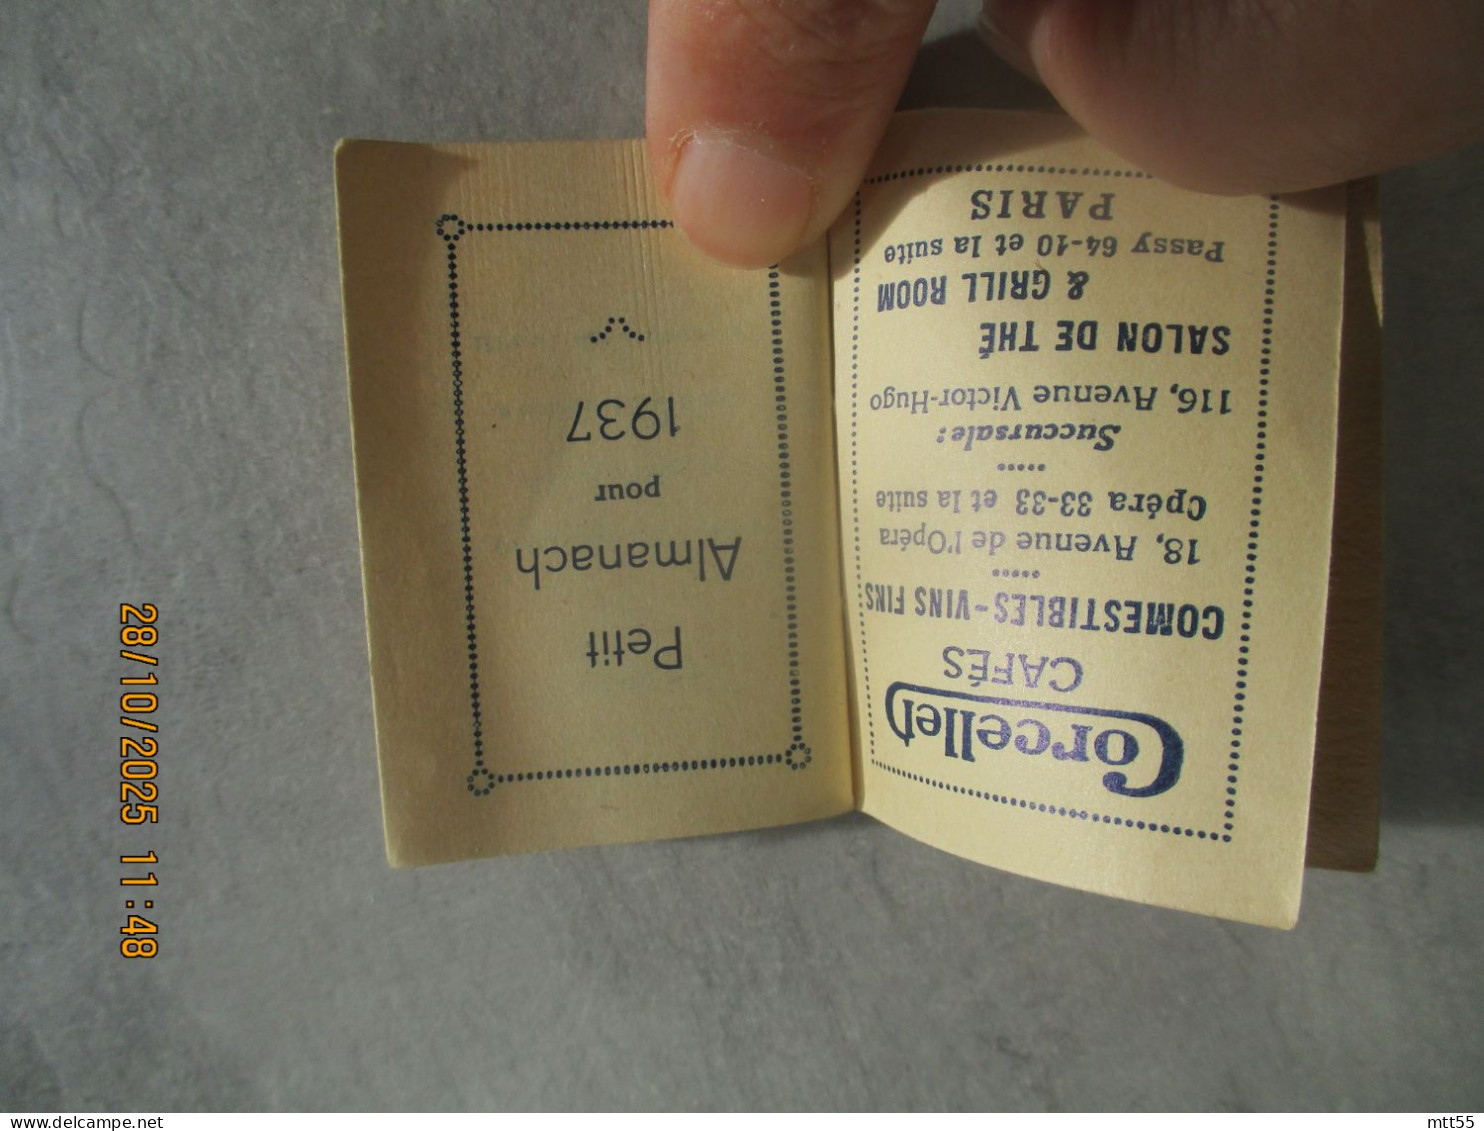 Corcellet
CAFÉS
COMESTIBLES-VINS FINS
18, Avenue de l'Opéra
Cpéra 33-33 et la suite
Succursale:
116, Avenue Victor-Hugo
SALON DE THÉ
& GRILL ROOM
Passy 64-10 et la suite
PARIS
Petit
Almanach
pour
1937
28/10/2025 11:48
www.delcampe.net
mtt55